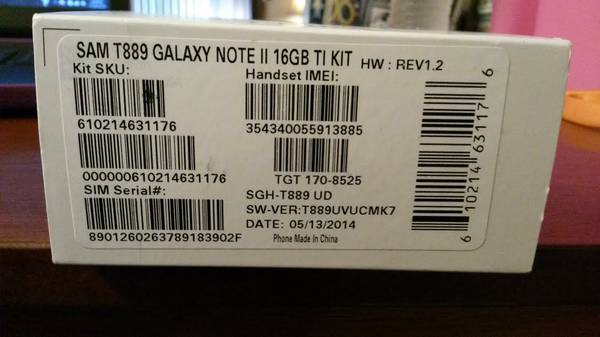 SAM T889 GALAXY NOTE II 16GB TI KIT HW : REV1.2
Kit SKU:
610214631176
000000610214631176
SIM Serial#:
8901260263789183902F
Handset IMEI:
354340055913885
TGT 170-8525
SGH-T889 UD
SW-VER:T889UVUCMK7
DATE: 05/13/2014
Phone Made In China
6 10214 63117 6